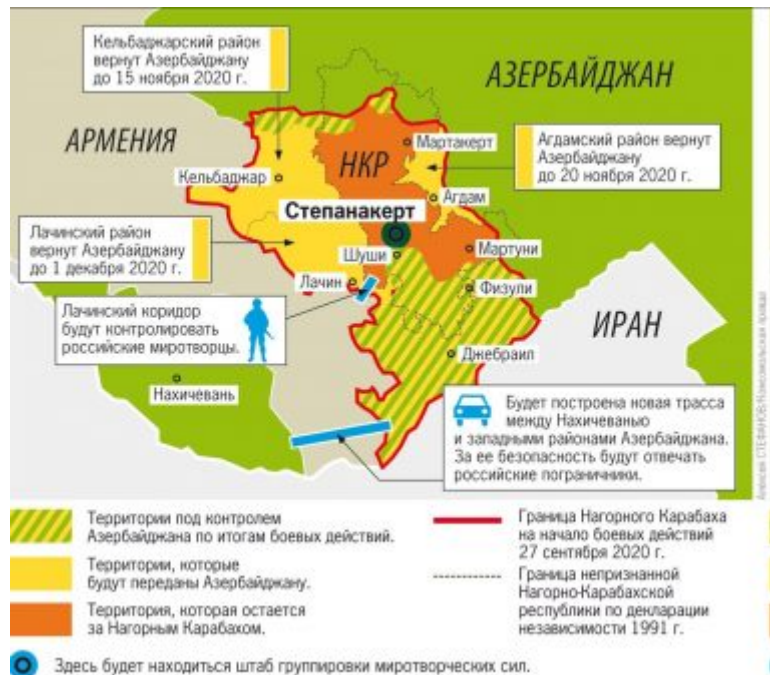 Кельбаджарский район
вернут Азербайджану
до 15 ноября 2020 г.
АЗЕРБАЙДЖАН
АРМЕНИЯ
НКР
Мартакерт
Агдамский район вернут
Азербайджану
до 20 ноября 2020 г.
Кельбаджар
Агдам
Степанакерт
Лачинский район
вернут Азербайджану
до 1 декабря 2020 г.
Шуши
Мартуни
Лачин
Физули
Лачинский коридор
будут контролировать
российские миротворцы.
ИРАН
Джебраил
Нахичевань
Будет построена новая трасса
между Нахичеванью
и западными районами Азербайджана.
За ее безопасность будут отвечать
российские пограничники.
Алексей СТЕФАНОВ/Комсомольская правда
Территории под контролем
Азербайджана по итогам боевых действий.
Территории, которые
будут переданы Азербайджану.
Территория, которая остается
за Нагорным Карабахом.
Граница Нагорного Карабаха
на начало боевых действий
27 сентября 2020 г.
Граница непризнанной
Нагорно-Карабахской
республики по декларации
независимости 1991 г.
Здесь будет находиться штаб группировки миротворческих сил.